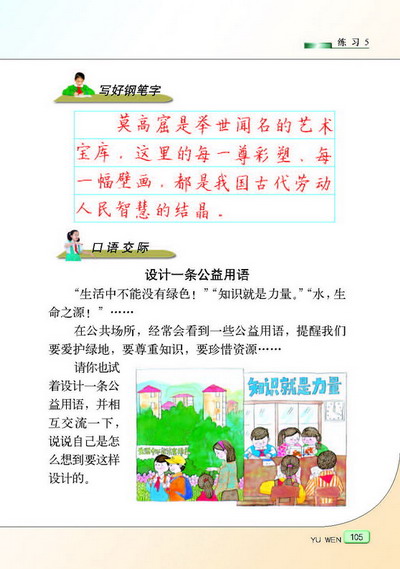 练习5
写好钢笔字
莫高窟是举世闻名的艺术
宝库，这里的每一尊彩塑、每
一幅壁画，都是我国古代劳动
人民智慧的结晶。
口语交际
设计一条公益用语
“生活中不能没有绿色！”“知识就是力量。”“水，生
命之源！”……
在公共场所，经常会看到一些公益用语，提醒我们
要爱护绿地，要尊重知识，要珍惜资源……
请你也试
着设计一条公
益用语，并相
互交流一下，
说说自己是怎
么想到要这样
设计的。
知识就是力量
YU WEN 105